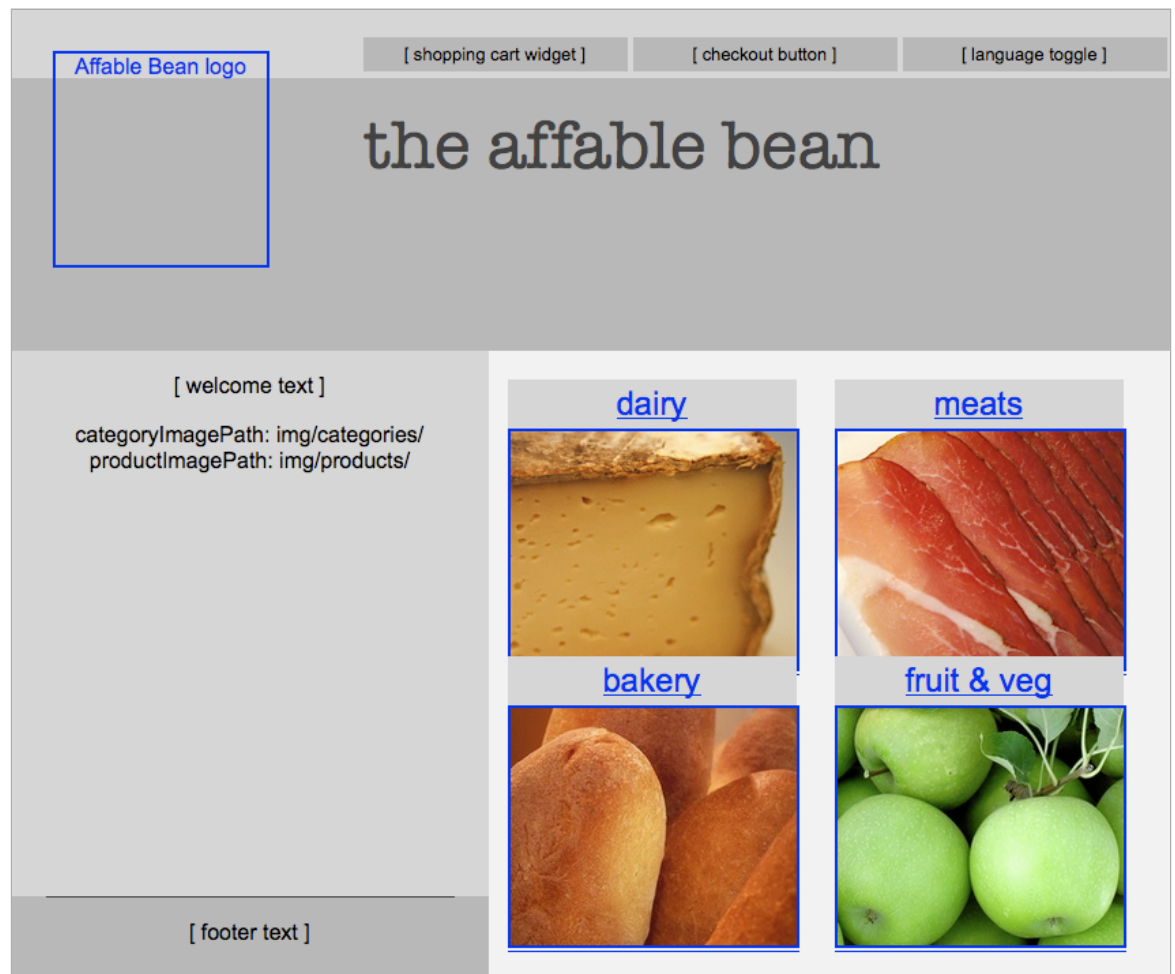 [ shopping cart widget ]
[ checkout button ]
[ language toggle ]
Affable Bean logo
the affable bean
[ welcome text ]
categoryImagePath: img/categories/
productImagePath: img/products/
dairy
meats
bakery
fruit & veg
[ footer text ]